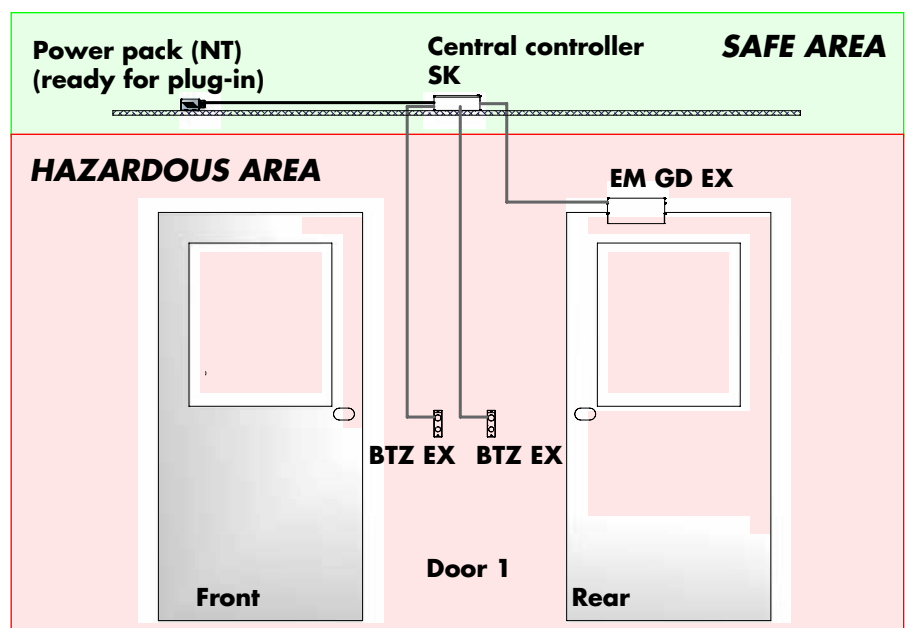 Power pack (NT)
(ready for plug-in)
Central controller
SK
SAFE AREA
HAZARDOUS AREA
EM GD EX
BTZ EX
BTZ EX
Door 1
Front
Rear